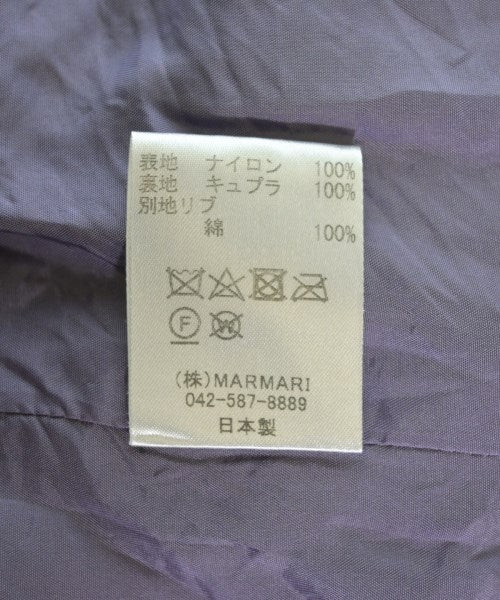 表地 ナイロン 100%
裏地 キュプラ 100%
別地リブ
綿 100%
F W
(株)MARMARI
042-587-8889
日本製